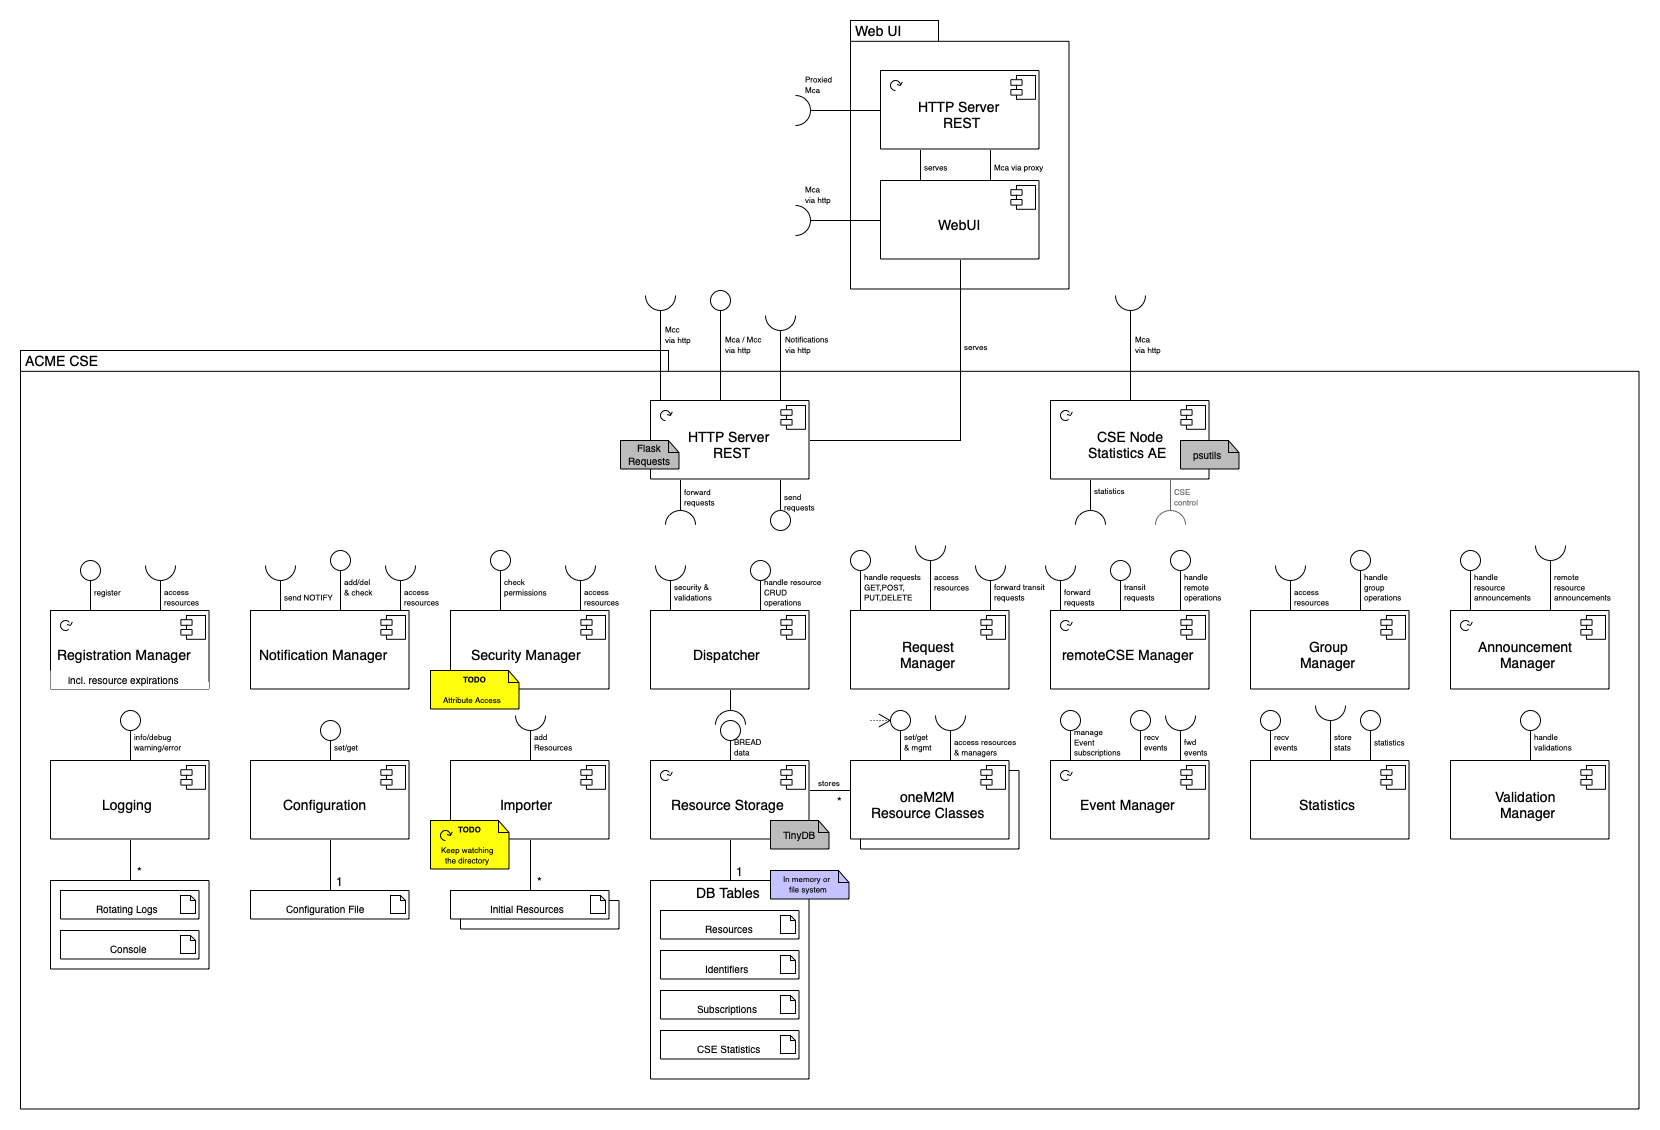 Web UI
Proxied
Mca
HTTP Server
REST
serves
Mca via proxy
Mca
via http
WebUI
Mcc
via http
Mca / Mcc
via http
Notifications
via http
serves
Mca
via http
ACME CSE
HTTP Server
REST
Flask
Requests
CSE Node
Statistics AE
psutils
forward
requests
send
requests
statistics
CSE
control
register
access
resources
send NOTIFY
add/del
& check
access
resources
check
permissions
access
resources
security &
validations
handle resource
CRUD
operations
handle requests
GET,POST,
PUT,DELETE
access
resources
forward transit
requests
forward
requests
transit
requests
handle
remote
operations
access
resources
handle
group
operations
handle
resource
announcements
remote
resource
announcements
Registration Manager
incl. resource expirations
Notification Manager
Security Manager
TODO
Attribute Access
Dispatcher
Request
Manager
remoteCSE Manager
Group
Manager
Announcement
Manager
info/debug
warning/error
set/get
add
Resources
BREAD
data
set/get
& mgmt
access resources
& managers
manage
Event
subscriptions
recv
events
fwd
events
recv
events
store
stats
statistics
handle
validations
Logging
Configuration
Importer
TODO
Keep watching
the directory
Resource Storage
TinyDB
stores
*
oneM2M
Resource Classes
Event Manager
Statistics
Validation
Manager
*
1
*
1
Rotating Logs
Console
Configuration File
Initial Resources
DB Tables
In memory or
file system
Resources
Identifiers
Subscriptions
CSE Statistics